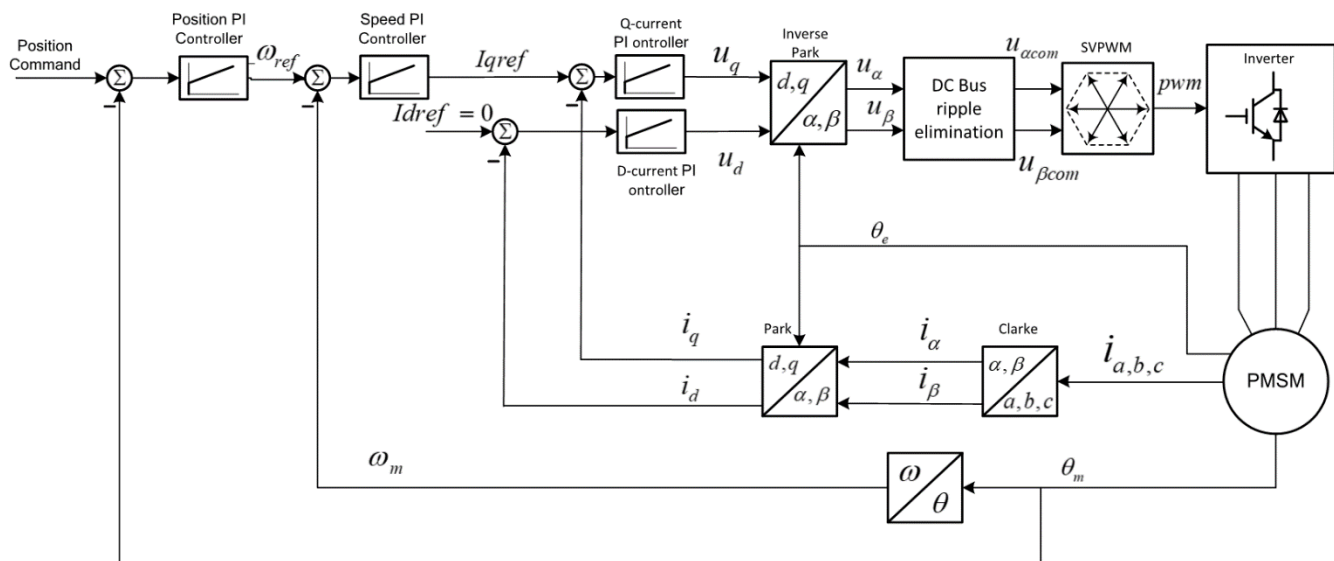 Position
Command
Σ
Position PI
Controller
ω_ref
Σ
Speed PI
Controller
Iqref
Σ
Q-current
PI ontroller
u_q
Idref = 0
Σ
D-current PI
ontroller
u_d
Inverse
Park
d,q
α,β
u_α
u_β
DC Bus
ripple
elimination
u_αcom
u_βcom
SVPWM
pwm
Inverter
θ_e
i_q
i_d
Park
d,q
α,β
i_α
i_β
Clarke
α,β
a,b,c
i_a,b,c
PMSM
ω_m
ω
θ
θ_m
−
−
−
−